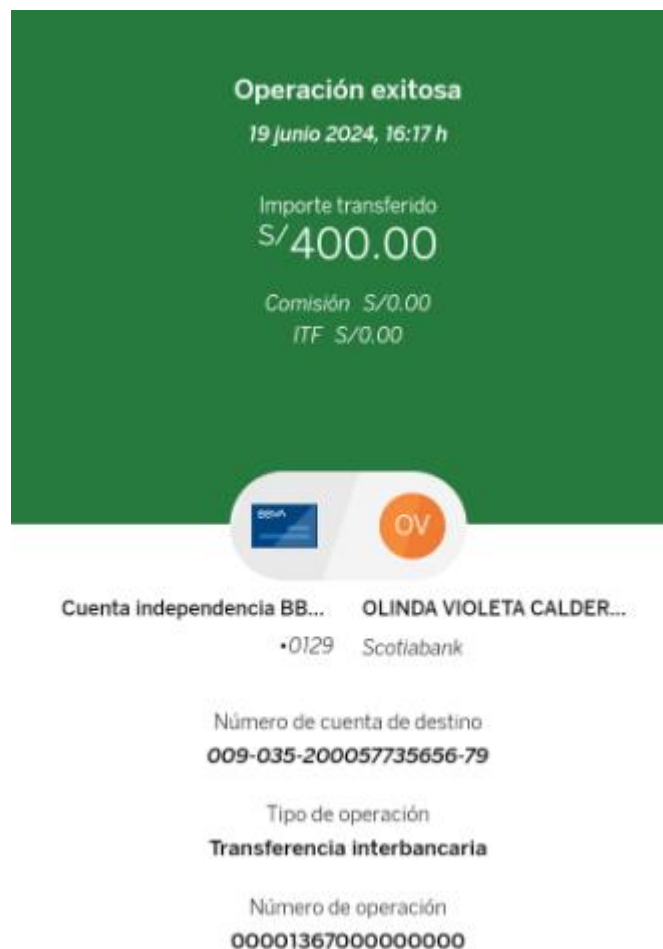 Operación exitosa
19 junio 2024, 16:17 h
Importe transferido
S/400.00
Comisión S/0.00
ITF S/0.00
BBVA
OV
Cuenta independencia BB...
•0129
OLINDA VIOLETA CALDER...
Scotiabank
Número de cuenta de destino
009-035-200057735656-79
Tipo de operación
Transferencia interbancaria
Número de operación
000013670000000000